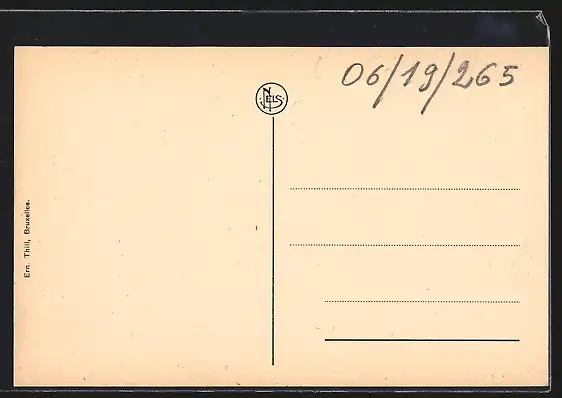 06/19/265
NELS
Ern. Thill, Bruxelles.